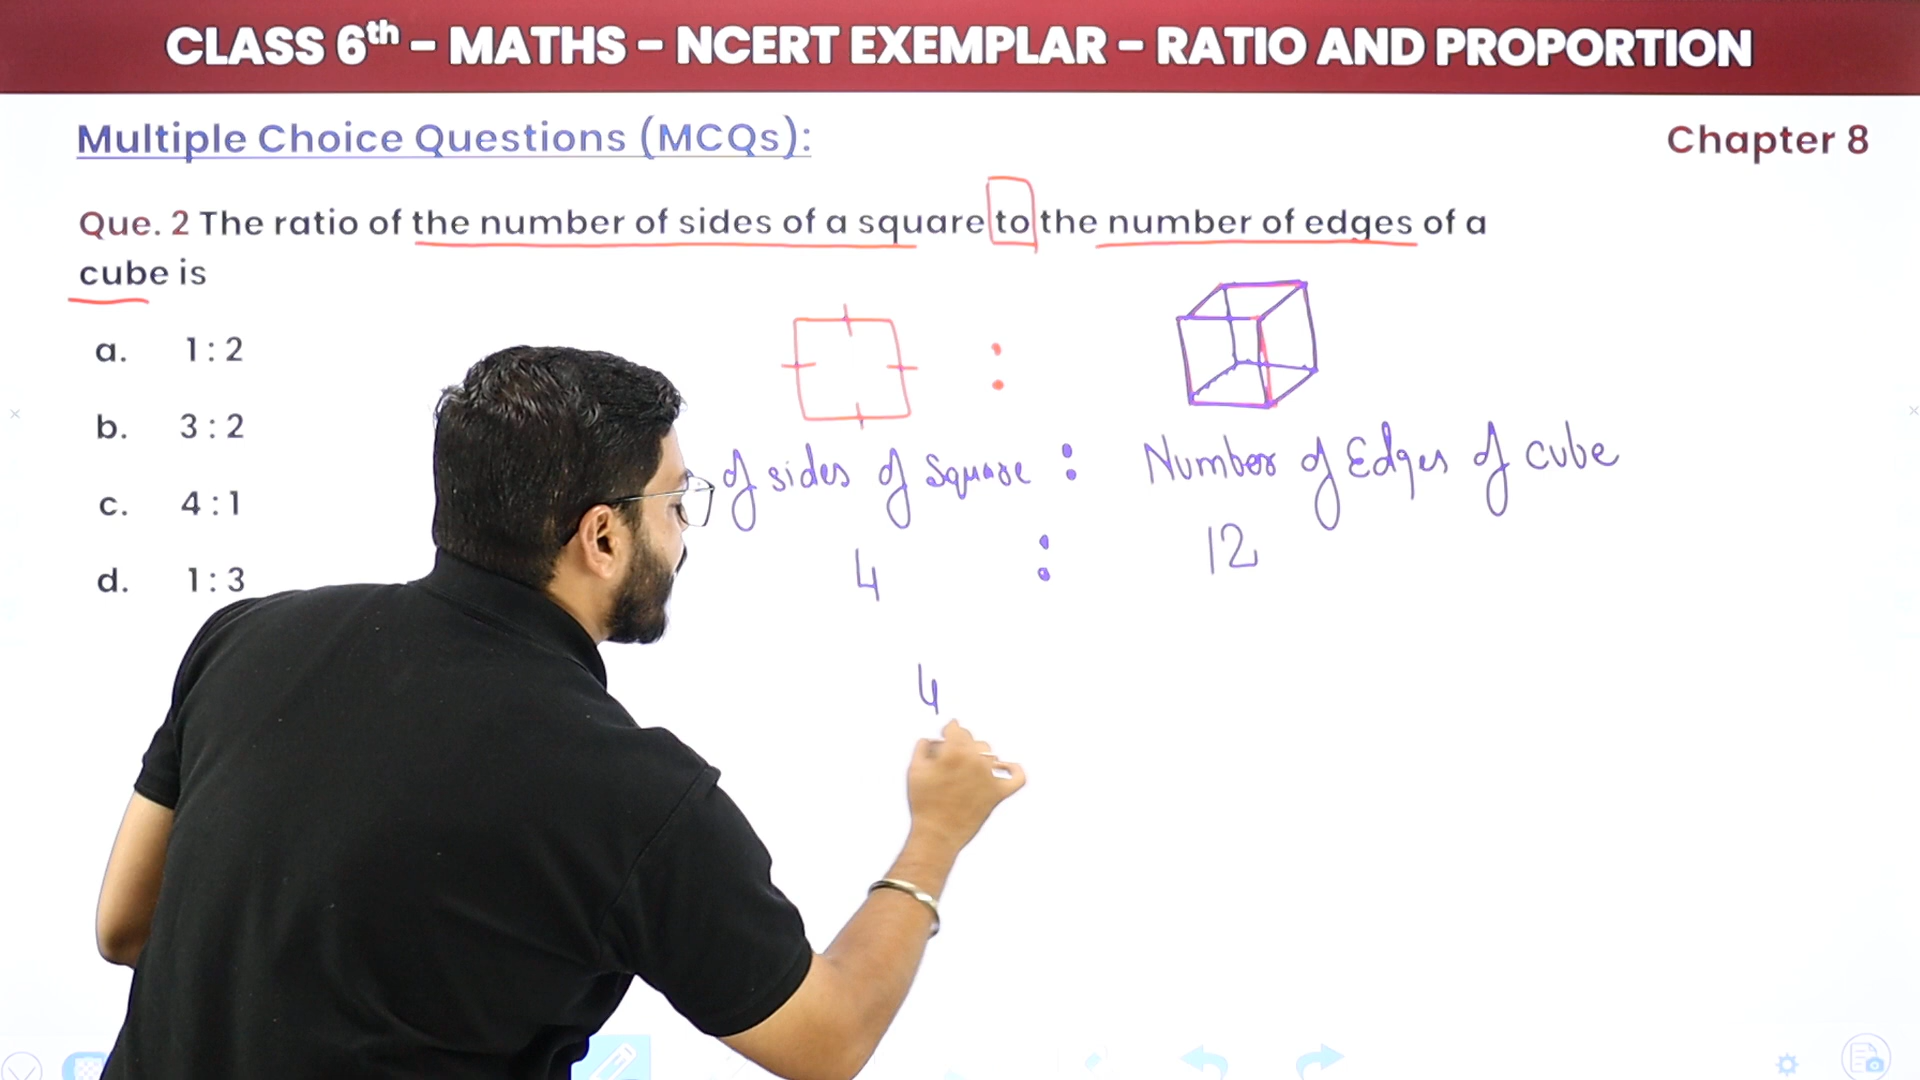 CLASS 6th – MATHS – NCERT EXEMPLAR – RATIO AND PROPORTION
Multiple Choice Questions (MCQs):
Chapter 8
Que. 2 The ratio of the number of sides of a square to the number of edges of a
cube is
a. 1 : 2
b. 3 : 2
c. 4 : 1
d. 1 : 3
:
of sides of Square : Number of Edges of cube
4 : 12
4